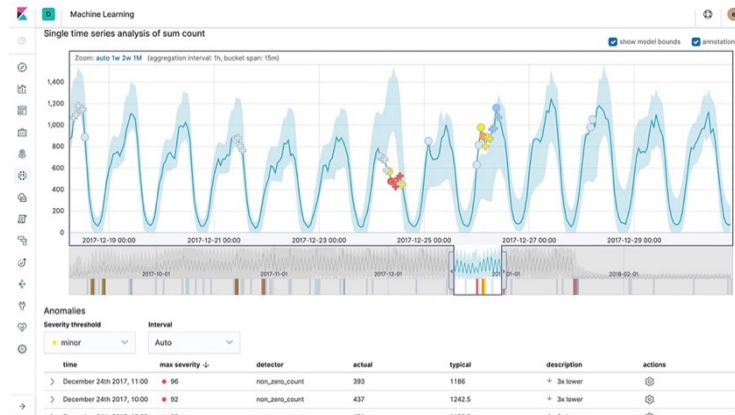 D Machine Learning
Single time series analysis of sum count
show model bounds annotation
Zoom: auto 1w 2w 1M (aggregation interval: 1h, bucket span: 15m)
1,400
1,200
1,000
800
600
400
200
0
2017-12-19 00:00 2017-12-21 00:00 2017-12-23 00:00 2017-12-25 00:00 2017-12-27 00:00 2017-12-29 00:00
2017-10-01 2017-11-01 2017-12-01 2018-02-01
Anomalies
Severity threshold Interval
minor Auto
time max severity ↓ detector actual typical description actions
December 24th 2017, 11:00 96 non_zero_count 393 1186 ↓ 3x lower
December 24th 2017, 10:00 92 non_zero_count 437 1242.5 ↓ 3x lower